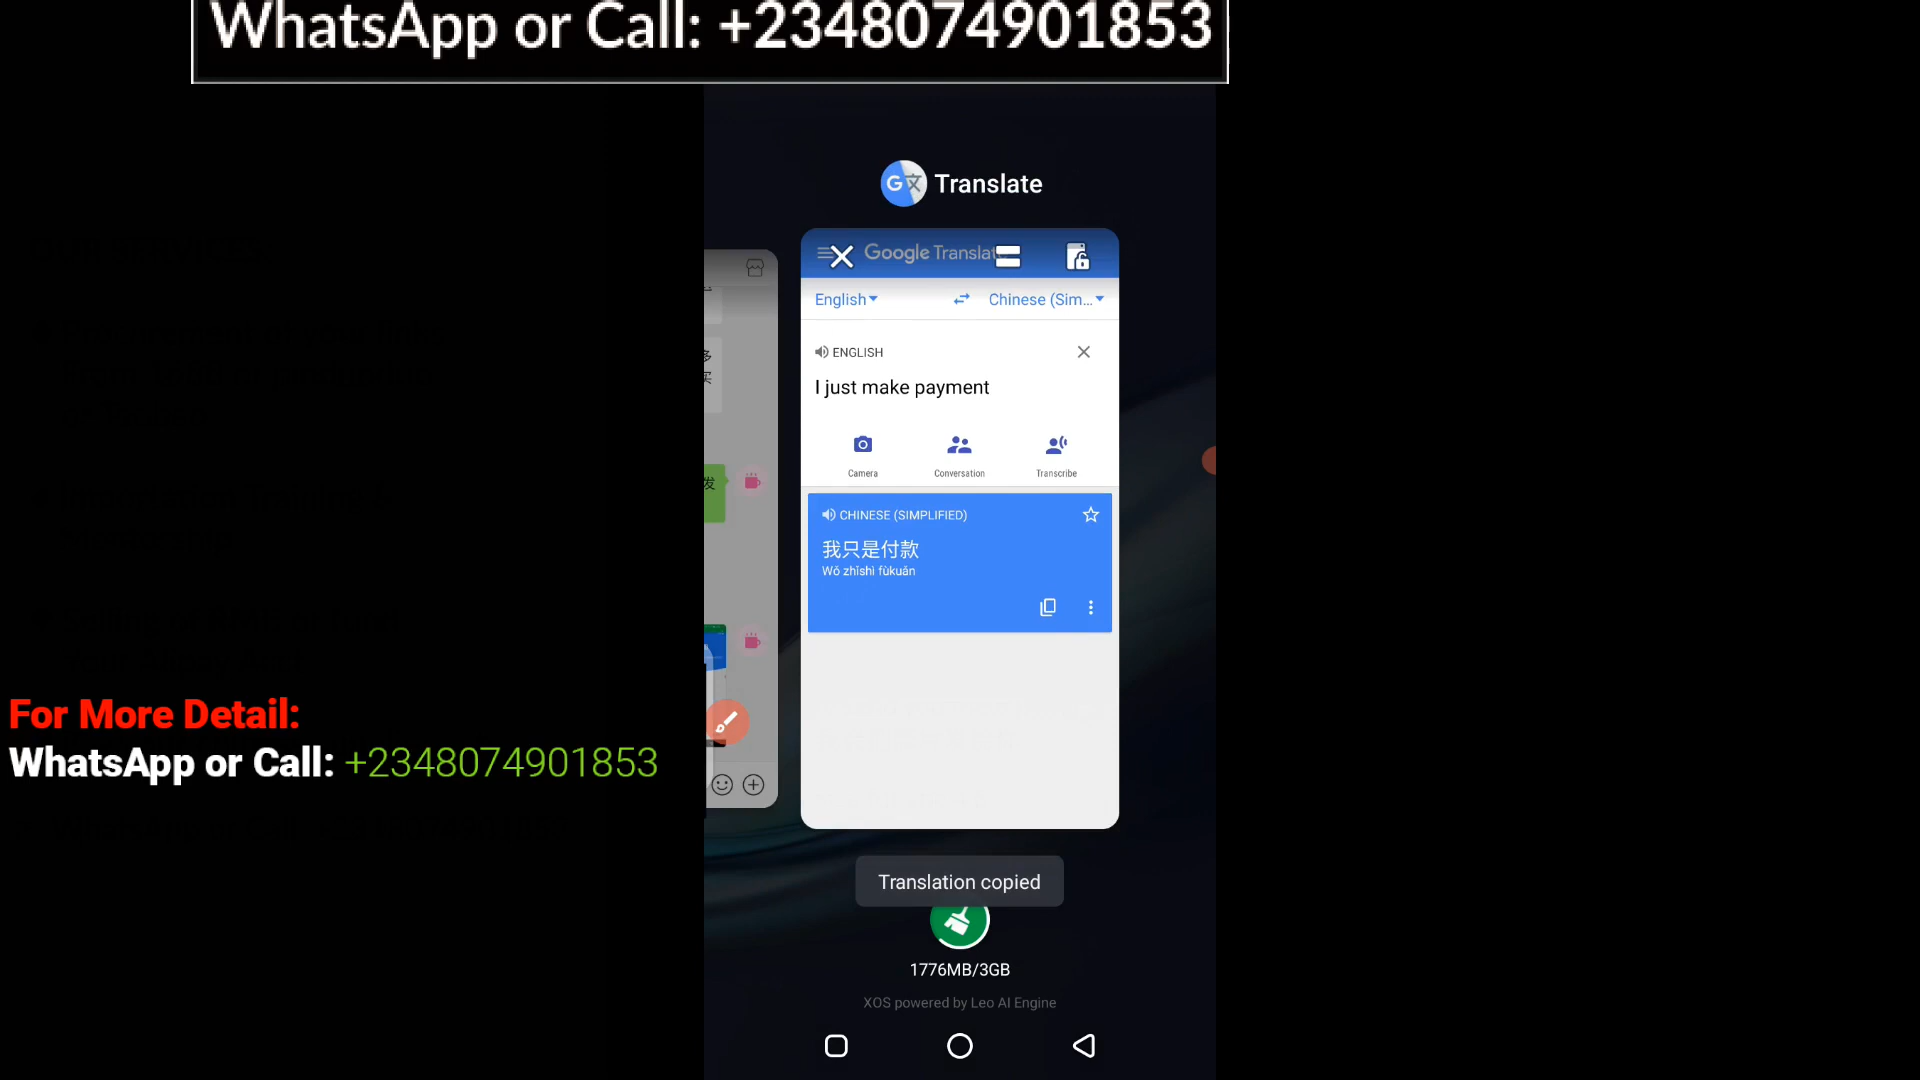 WhatsApp or Call: +2348074901853
Translate
Google Translat
English
Chinese (Sim...
ENGLISH
I just make payment
Camera
Conversation
Transcribe
CHINESE (SIMPLIFIED)
我只是付款
Wǒ zhǐshì fùkuǎn
发
多
For More Detail:
WhatsApp or Call: +2348074901853
Translation copied
1776MB/3GB
XOS powered by Leo AI Engine